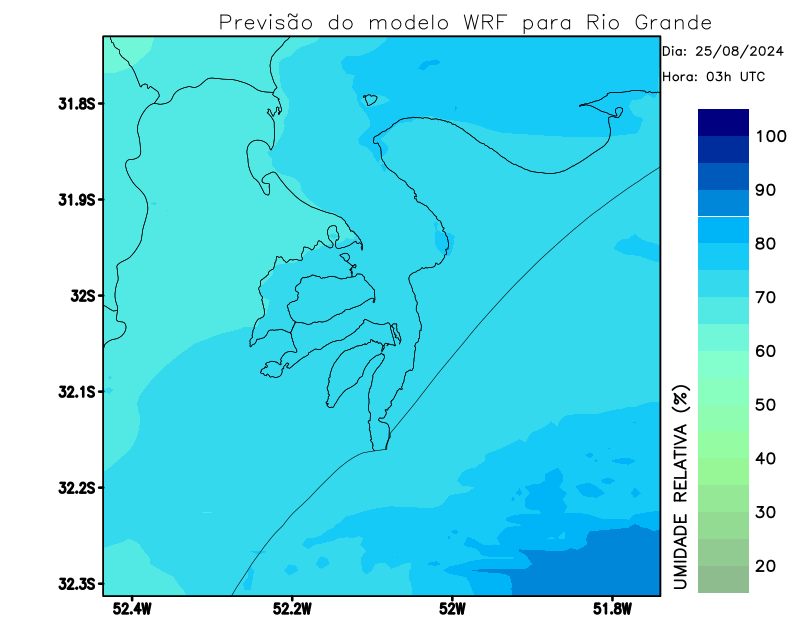 Previsão do modelo WRF para Rio Grande
Dia: 25/08/2024
Hora: 03h UTC
31.8S
31.9S
32S
32.1S
32.2S
32.3S
52.4W
52.2W
52W
51.8W
100
90
80
70
60
50
40
30
20
UMIDADE RELATIVA (%)